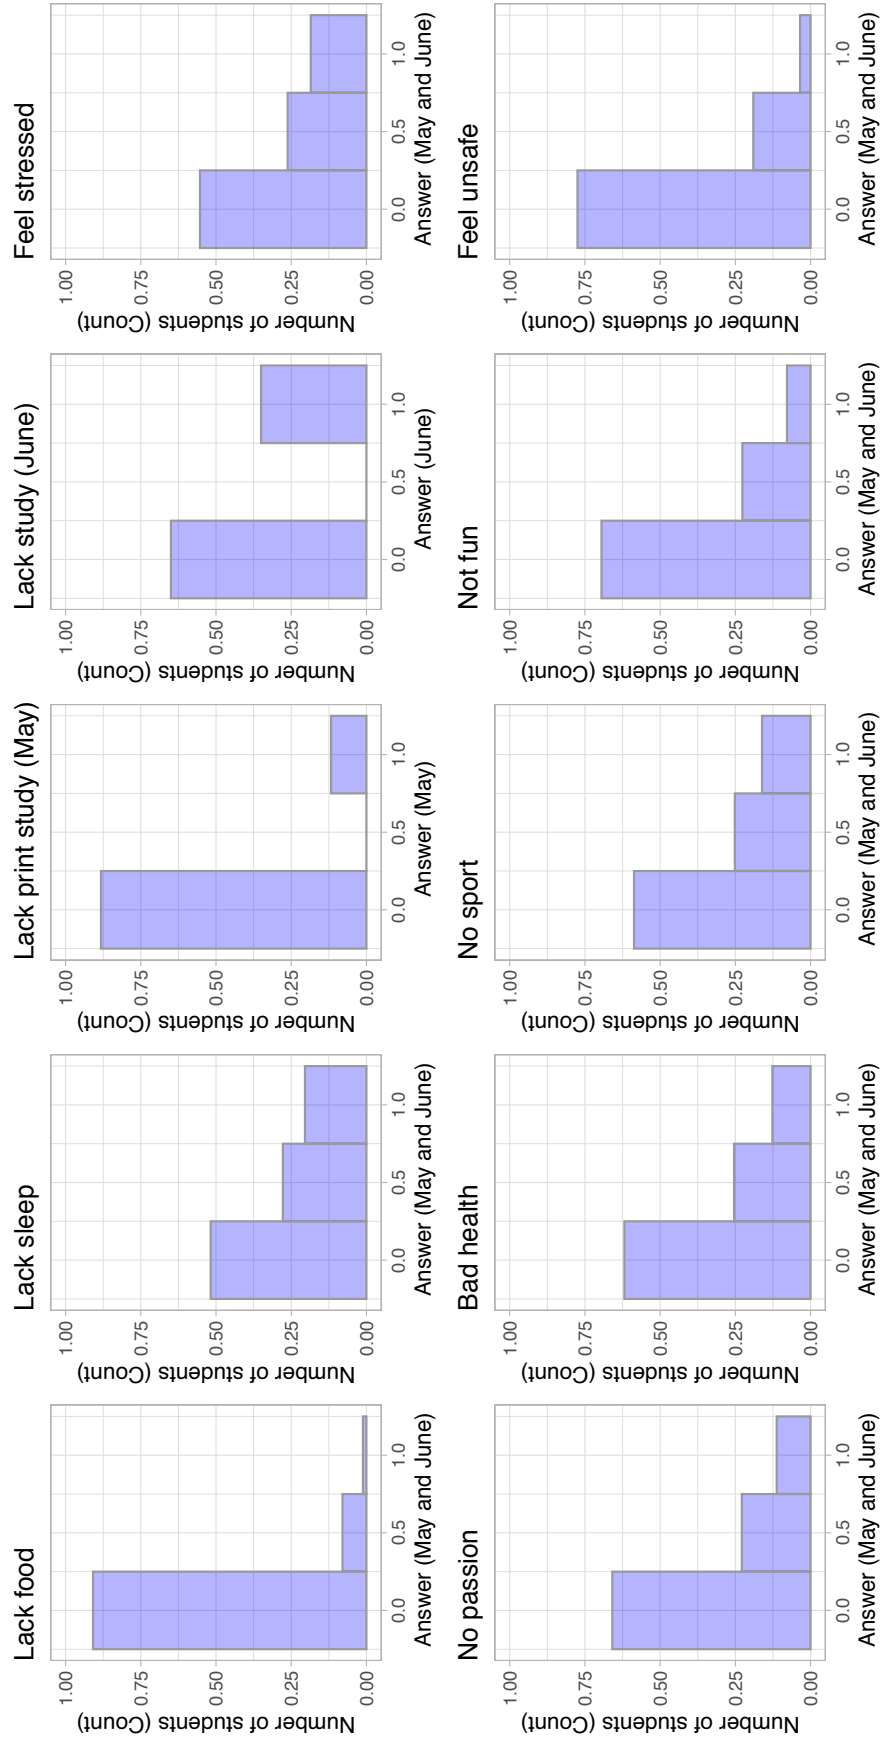 Lack food
Number of students (Count)
1.00
0.75
0.50
0.25
0.00
0.0 0.5 1.0
Answer (May and June)
Lack sleep
Number of students (Count)
1.00
0.75
0.50
0.25
0.00
0.0 0.5 1.0
Answer (May and June)
Lack print study (May)
Number of students (Count)
1.00
0.75
0.50
0.25
0.00
0.0 0.5 1.0
Answer (May)
Lack study (June)
Number of students (Count)
1.00
0.75
0.50
0.25
0.00
0.0 0.5 1.0
Answer (June)
Feel stressed
Number of students (Count)
1.00
0.75
0.50
0.25
0.00
0.0 0.5 1.0
Answer (May and June)
No passion
Number of students (Count)
1.00
0.75
0.50
0.25
0.00
0.0 0.5 1.0
Answer (May and June)
Bad health
Number of students (Count)
1.00
0.75
0.50
0.25
0.00
0.0 0.5 1.0
Answer (May and June)
No sport
Number of students (Count)
1.00
0.75
0.50
0.25
0.00
0.0 0.5 1.0
Answer (May and June)
Not fun
Number of students (Count)
1.00
0.75
0.50
0.25
0.00
0.0 0.5 1.0
Answer (May and June)
Feel unsafe
Number of students (Count)
1.00
0.75
0.50
0.25
0.00
0.0 0.5 1.0
Answer (May and June)